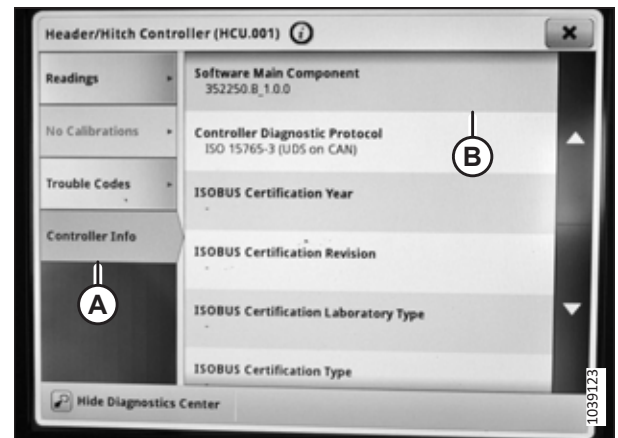 Header/Hitch Controller (HCU.001) i
Readings
No Calibrations
Trouble Codes
Controller Info
A
Software Main Component
352250.B_1.0.0
Controller Diagnostic Protocol
ISO 15765-3 (UDS on CAN)
B
ISOBUS Certification Year
-
ISOBUS Certification Revision
-
ISOBUS Certification Laboratory Type
-
ISOBUS Certification Type
Hide Diagnostics Center
1039123